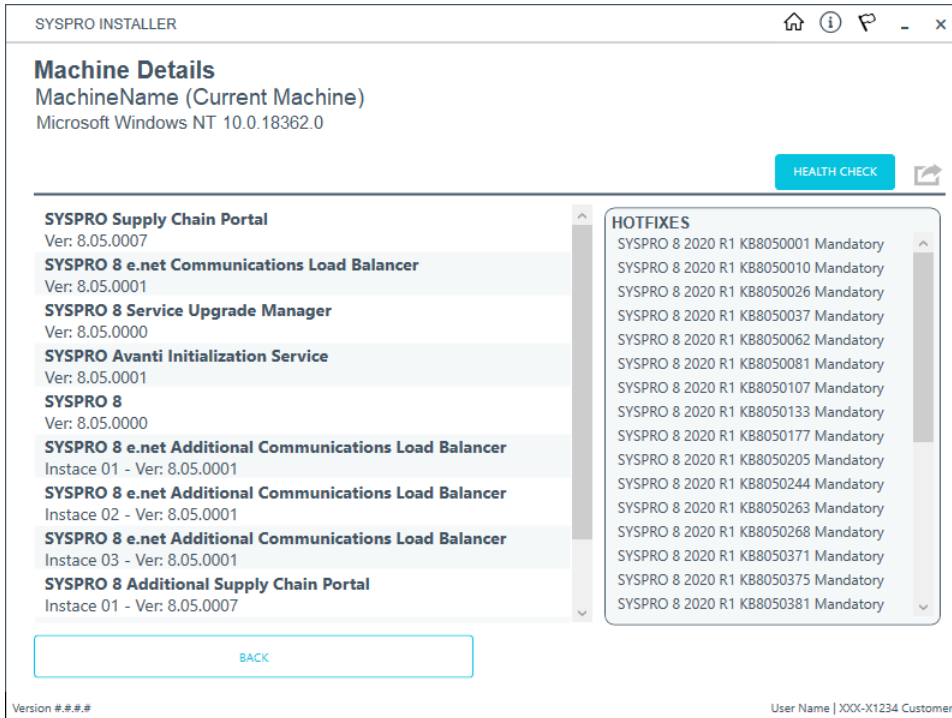 SYSPRO INSTALLER
Machine Details
MachineName (Current Machine)
Microsoft Windows NT 10.0.18362.0
HEALTH CHECK
SYSPRO Supply Chain Portal
Ver: 8.05.0007
SYSPRO 8 e.net Communications Load Balancer
Ver: 8.05.0001
SYSPRO 8 Service Upgrade Manager
Ver: 8.05.0000
SYSPRO Avanti Initialization Service
Ver: 8.05.0001
SYSPRO 8
Ver: 8.05.0000
SYSPRO 8 e.net Additional Communications Load Balancer
Instace 01 - Ver: 8.05.0001
SYSPRO 8 e.net Additional Communications Load Balancer
Instace 02 - Ver: 8.05.0001
SYSPRO 8 e.net Additional Communications Load Balancer
Instace 03 - Ver: 8.05.0001
SYSPRO 8 Additional Supply Chain Portal
Instace 01 - Ver: 8.05.0007
HOTFIXES
SYSPRO 8 2020 R1 KB8050001 Mandatory
SYSPRO 8 2020 R1 KB8050010 Mandatory
SYSPRO 8 2020 R1 KB8050026 Mandatory
SYSPRO 8 2020 R1 KB8050037 Mandatory
SYSPRO 8 2020 R1 KB8050062 Mandatory
SYSPRO 8 2020 R1 KB8050081 Mandatory
SYSPRO 8 2020 R1 KB8050107 Mandatory
SYSPRO 8 2020 R1 KB8050133 Mandatory
SYSPRO 8 2020 R1 KB8050177 Mandatory
SYSPRO 8 2020 R1 KB8050205 Mandatory
SYSPRO 8 2020 R1 KB8050244 Mandatory
SYSPRO 8 2020 R1 KB8050263 Mandatory
SYSPRO 8 2020 R1 KB8050268 Mandatory
SYSPRO 8 2020 R1 KB8050371 Mandatory
SYSPRO 8 2020 R1 KB8050375 Mandatory
SYSPRO 8 2020 R1 KB8050381 Mandatory
BACK
Version #.#.#.#
User Name | XXX-X1234 Customer